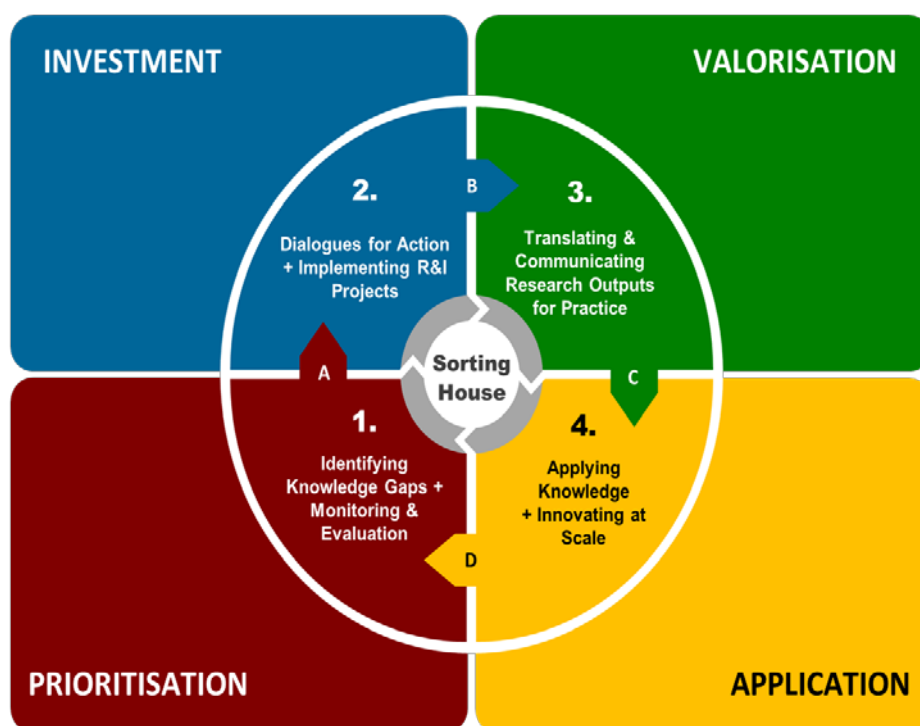 INVESTMENT
VALORISATION
2.
Dialogues for Action
+ Implementing R&I
Projects
B
3.
Translating &
Communicating
Research Outputs
for Practice
A
Sorting
House
C
1.
Identifying
Knowledge Gaps +
Monitoring &
Evaluation
4.
Applying
Knowledge
+ Innovating at
Scale
D
PRIORITISATION
APPLICATION